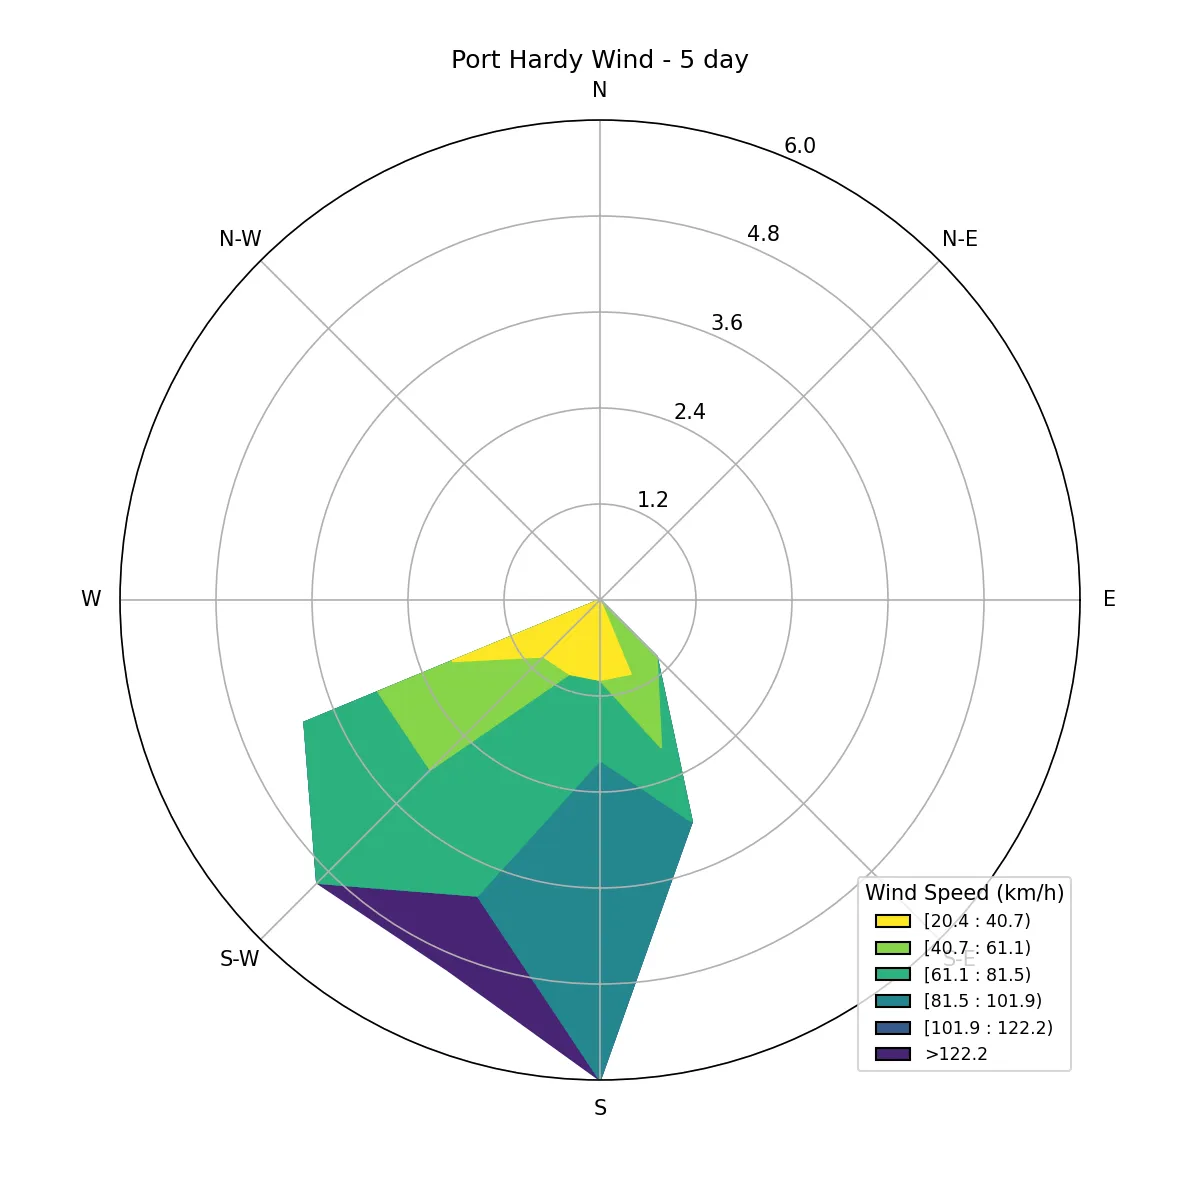 Port Hardy Wind - 5 day
N
6.0
4.8
N-W
N-E
3.6
2.4
1.2
W
E
Wind Speed (km/h)
[20.4 : 40.7)
[40.7 : 61.1)
S-W
S-E
[61.1 : 81.5)
[81.5 : 101.9)
[101.9 : 122.2)
>122.2
S